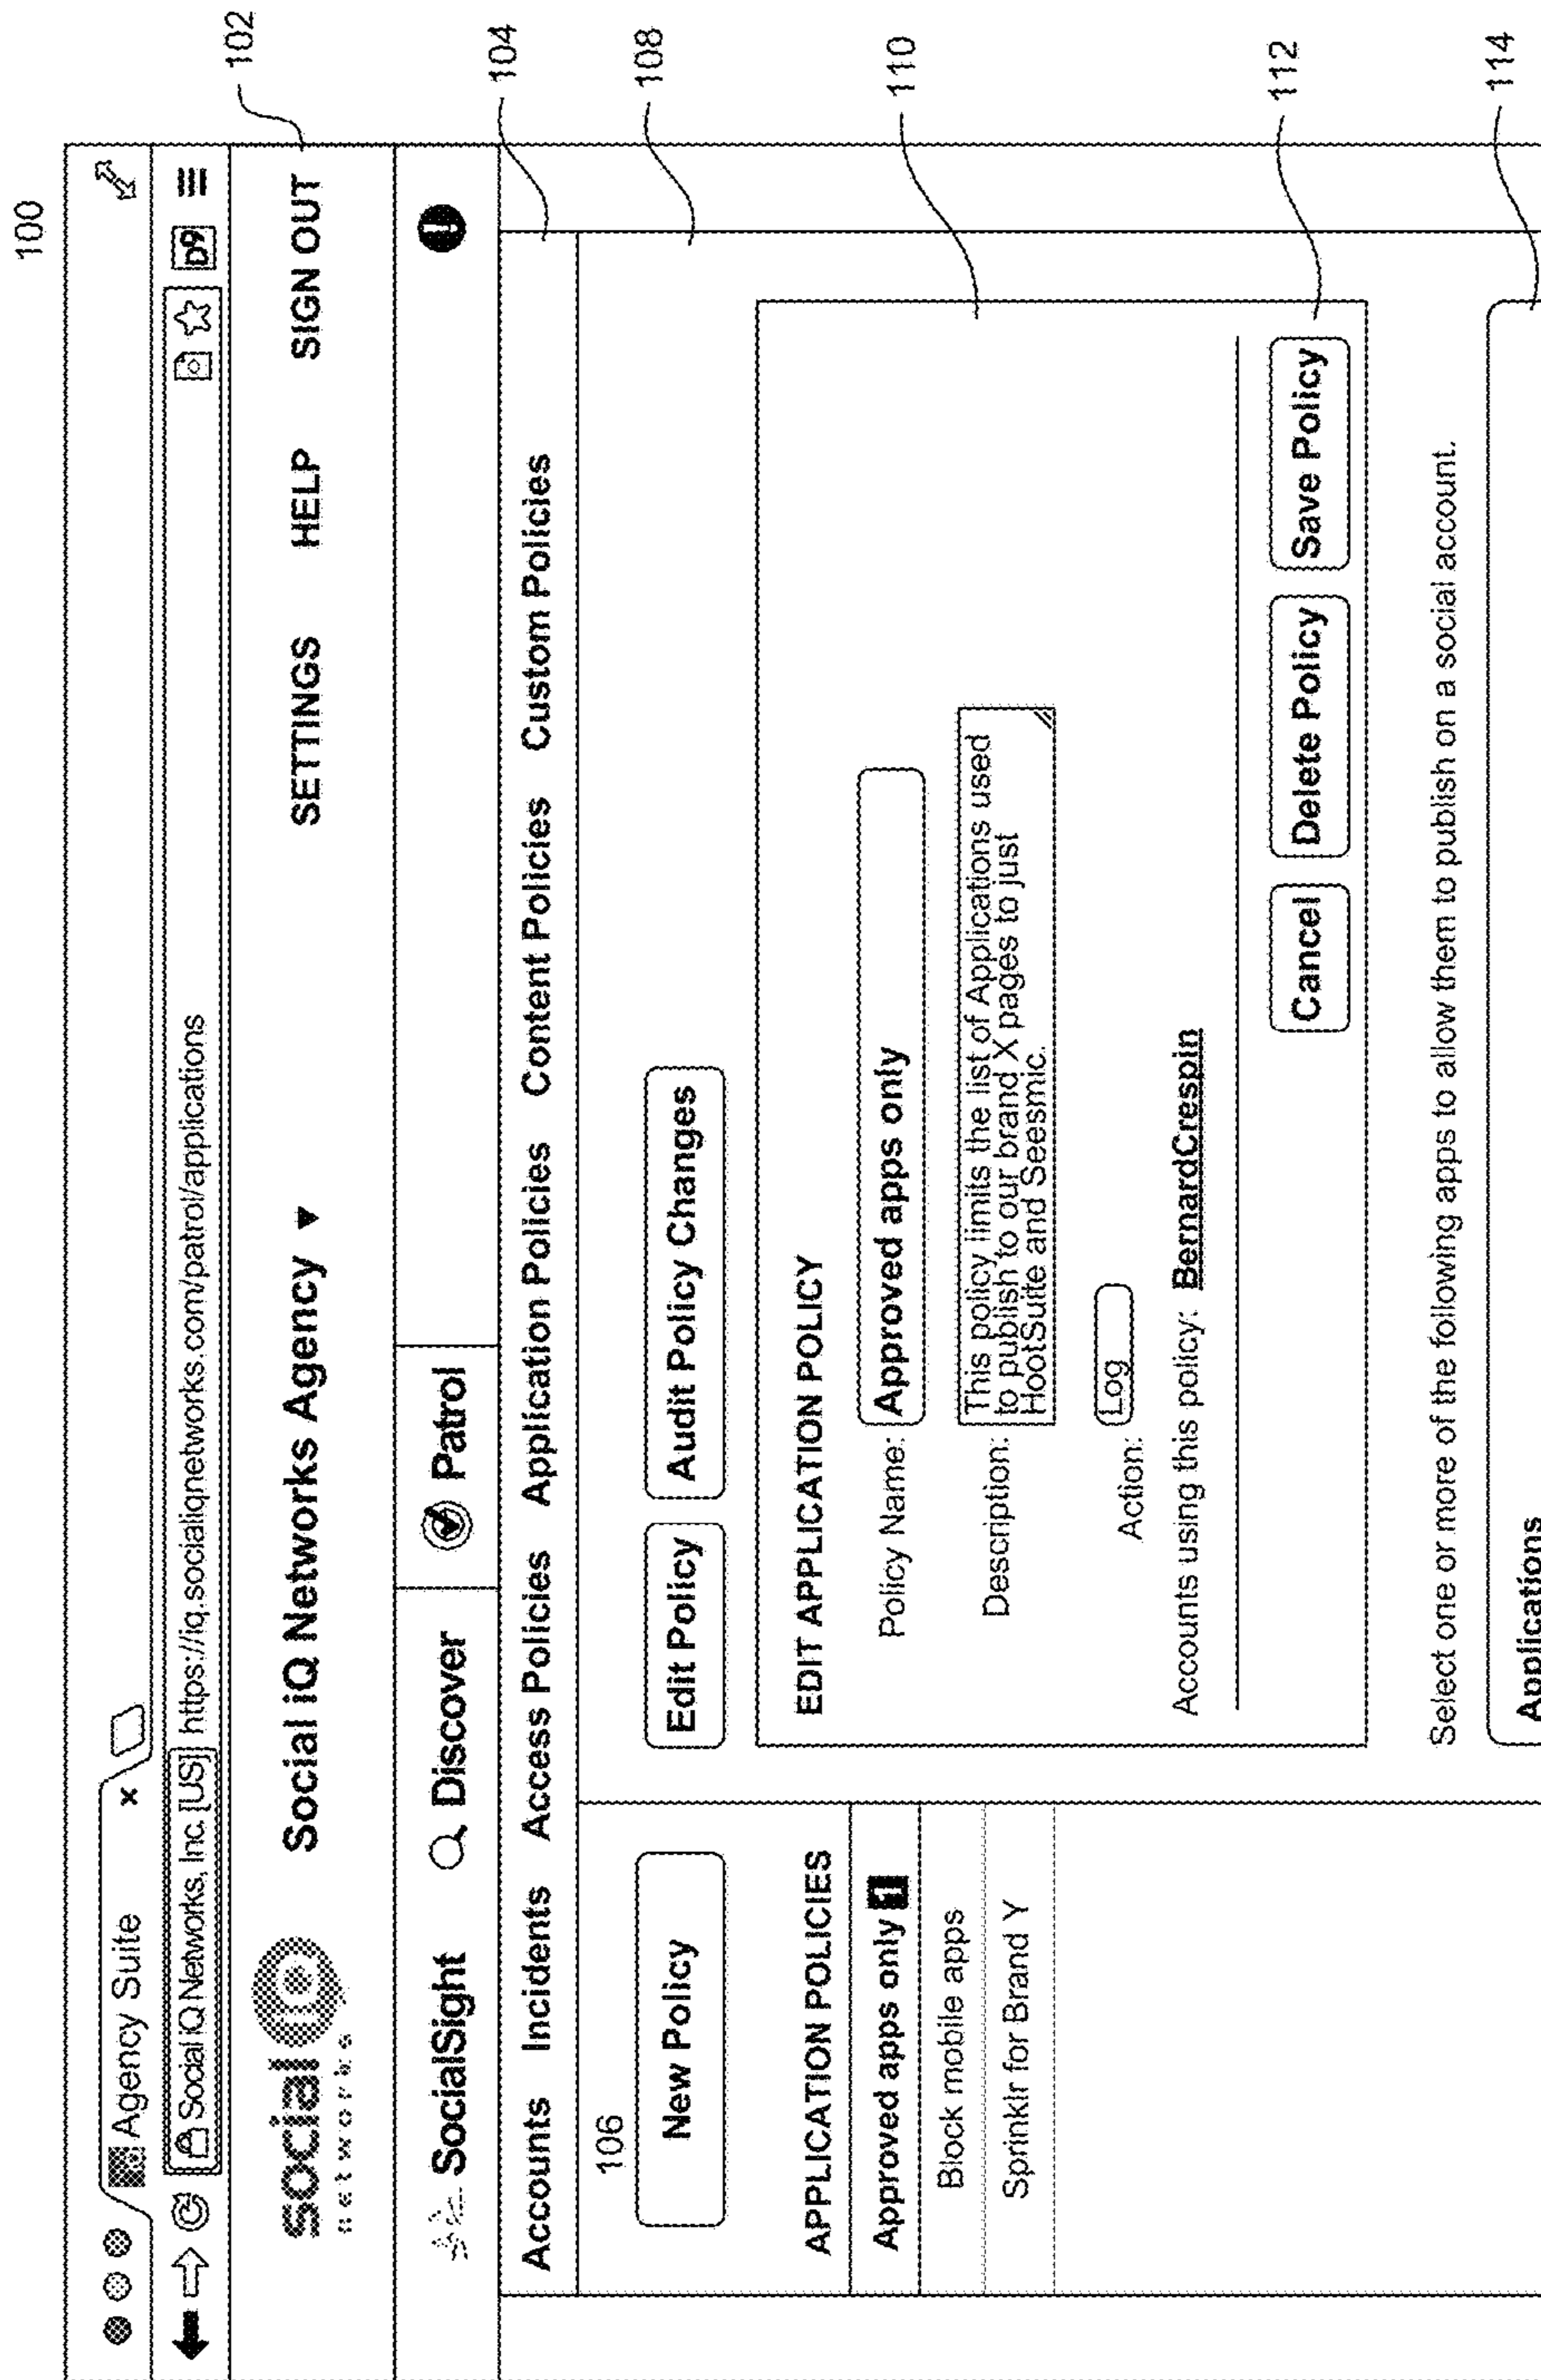 100
Agency Suite x
Social iQ Networks, Inc. [US] https://iq.socialiqnetworks.com/patrol/applications D9
social iQ Social iQ Networks Agency ▼ SETTINGS HELP SIGN OUT 102
networks
SocialSight Discover Patrol
Accounts Incidents Access Policies Application Policies Content Policies Custom Policies 104
106
New Policy Edit Policy Audit Policy Changes 108
APPLICATION POLICIES EDIT APPLICATION POLICY
Approved apps only 1 Policy Name: Approved apps only 110
Block mobile apps
Sprinklr for Brand Y
Description: This policy limits the list of Applications used
to publish to our brand X pages to just
HootSuite and Seesmic.
Action: Log
Accounts using this policy: BernardCrespin
Cancel Delete Policy Save Policy 112
Select one or more of the following apps to allow them to publish on a social account.
Applications 114